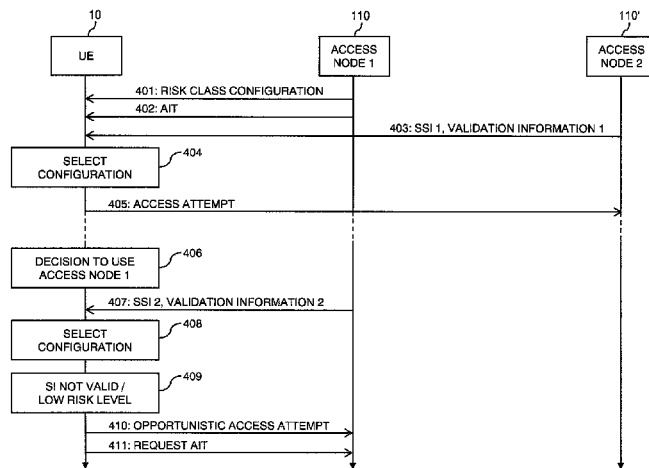 10
110
110'
UE
ACCESS
NODE 1
ACCESS
NODE 2
401: RISK CLASS CONFIGURATION
402: AIT
403: SSI 1, VALIDATION INFORMATION 1
SELECT
CONFIGURATION
404
405: ACCESS ATTEMPT
DECISION TO USE
ACCESS NODE 1
406
407: SSI 2, VALIDATION INFORMATION 2
SELECT
CONFIGURATION
408
SI NOT VALID /
LOW RISK LEVEL
409
410: OPPORTUNISTIC ACCESS ATTEMPT
411: REQUEST AIT